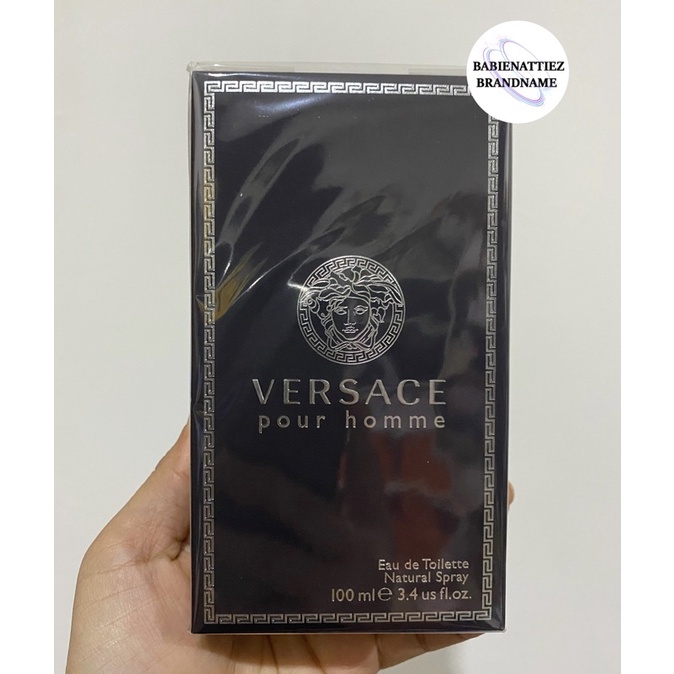 BABIENATTIEZ
BRANDNAME
VERSACE
pour homme
Eau de Toilette
Natural Spray
100 ml ℮ 3.4 us fl.oz.